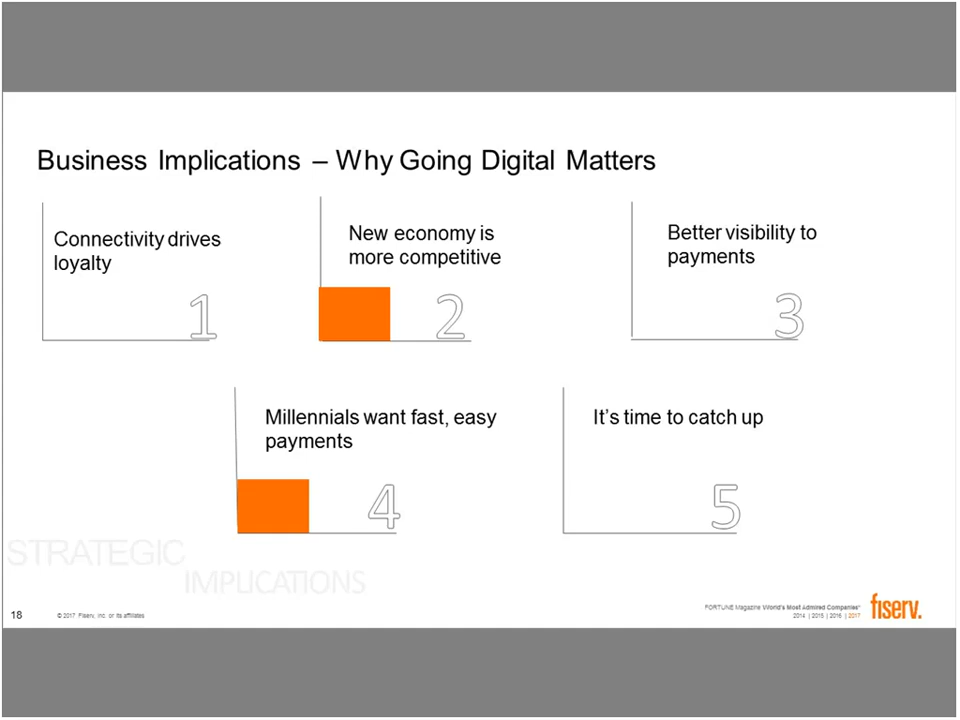 Business Implications – Why Going Digital Matters
Connectivity drives
loyalty
1
New economy is
more competitive
2
Better visibility to
payments
3
Millennials want fast, easy
payments
4
It's time to catch up
5
STRATEGIC
IMPLICATIONS
18
© 2017 Fiserv, Inc. or its affiliates
FORTUNE Magazine World's Most Admired Companies®
2014 | 2015 | 2016 | 2017
fiserv.